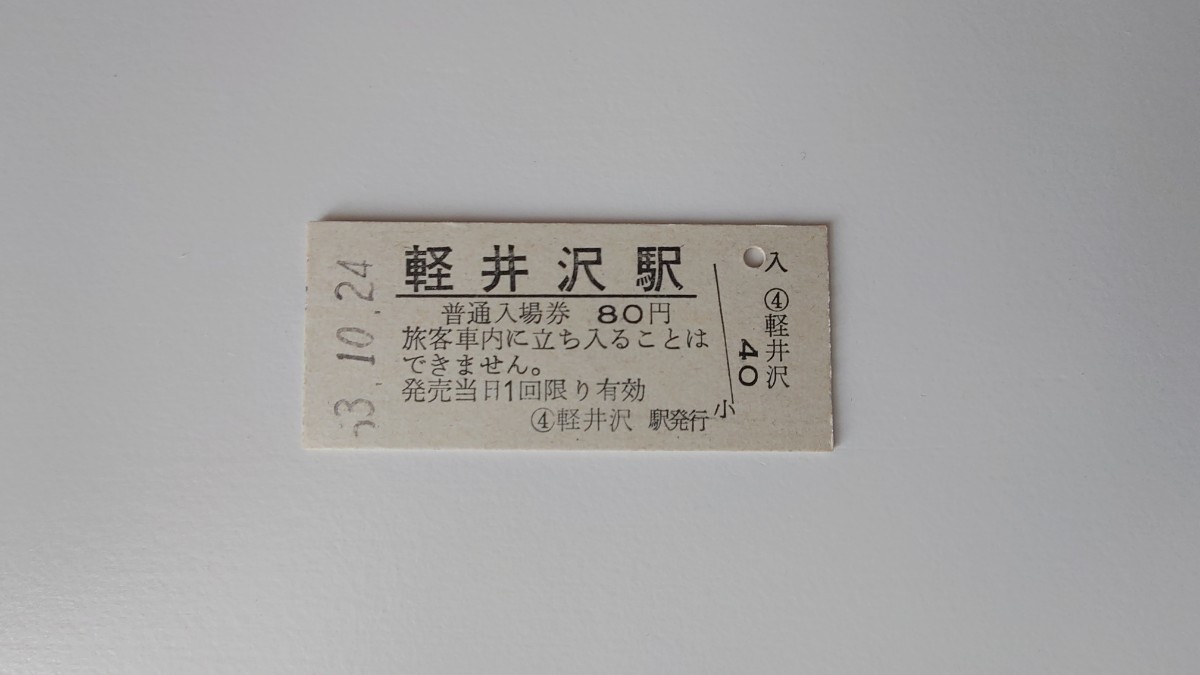 軽井沢駅
普通入場券 80円
旅客車内に立ち入ることは
できません。
発売当日1回限り有効
④軽井沢 駅発行
小
入
④軽井沢
40
3.10.24